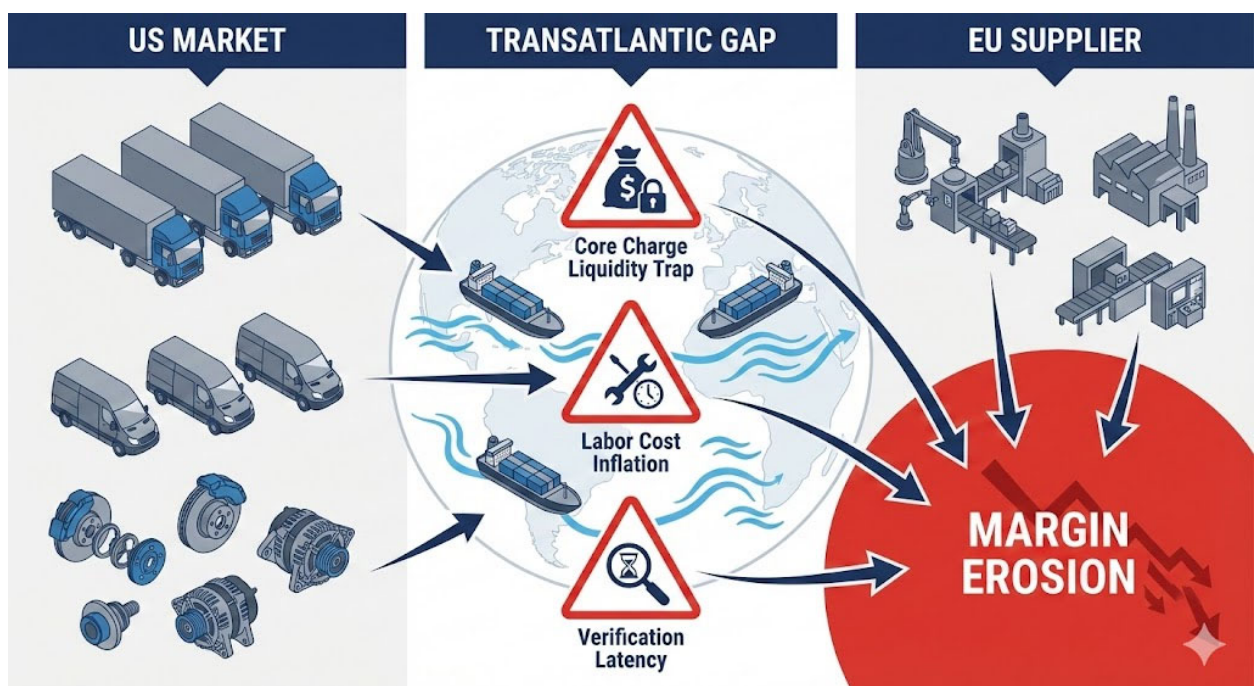 US MARKET
TRANSATLANTIC GAP
EU SUPPLIER
$
Core Charge
Liquidity Trap
Labor Cost
Inflation
Verification
Latency
MARGIN
EROSION